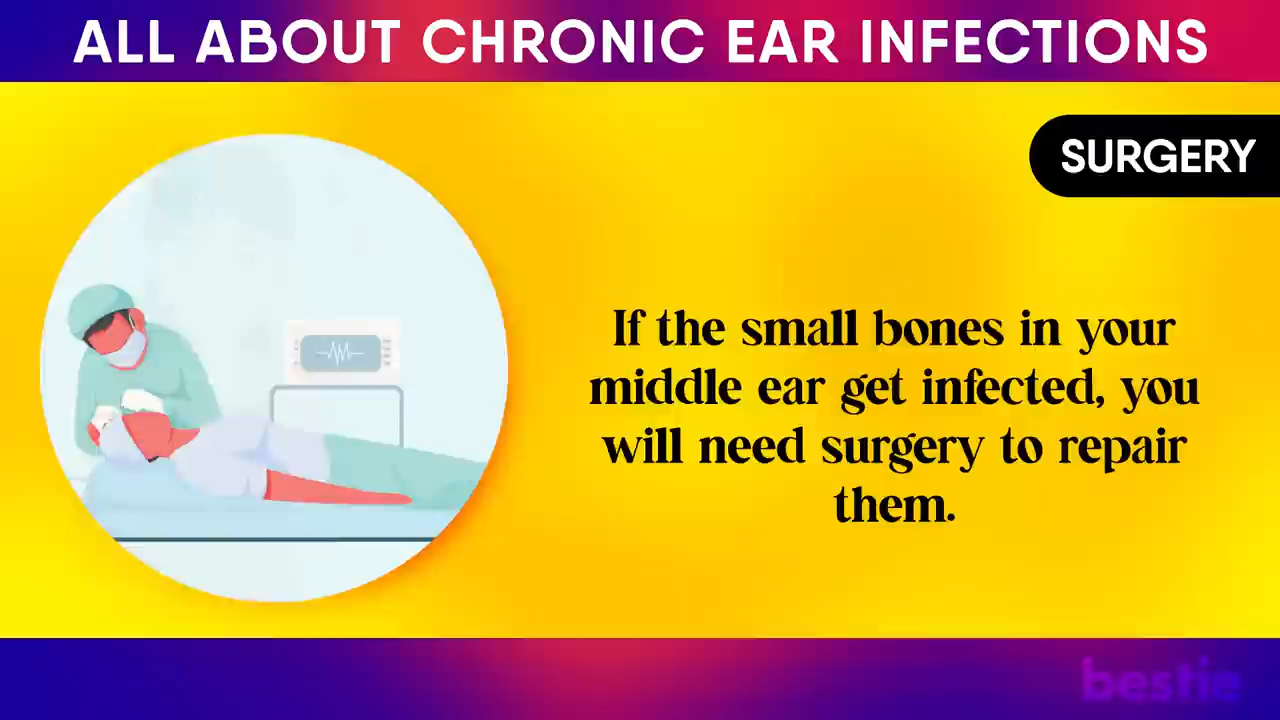 ALL ABOUT CHRONIC EAR INFECTIONS
SURGERY
If the small bones in your
middle ear get infected, you
will need surgery to repair
them.
bestie